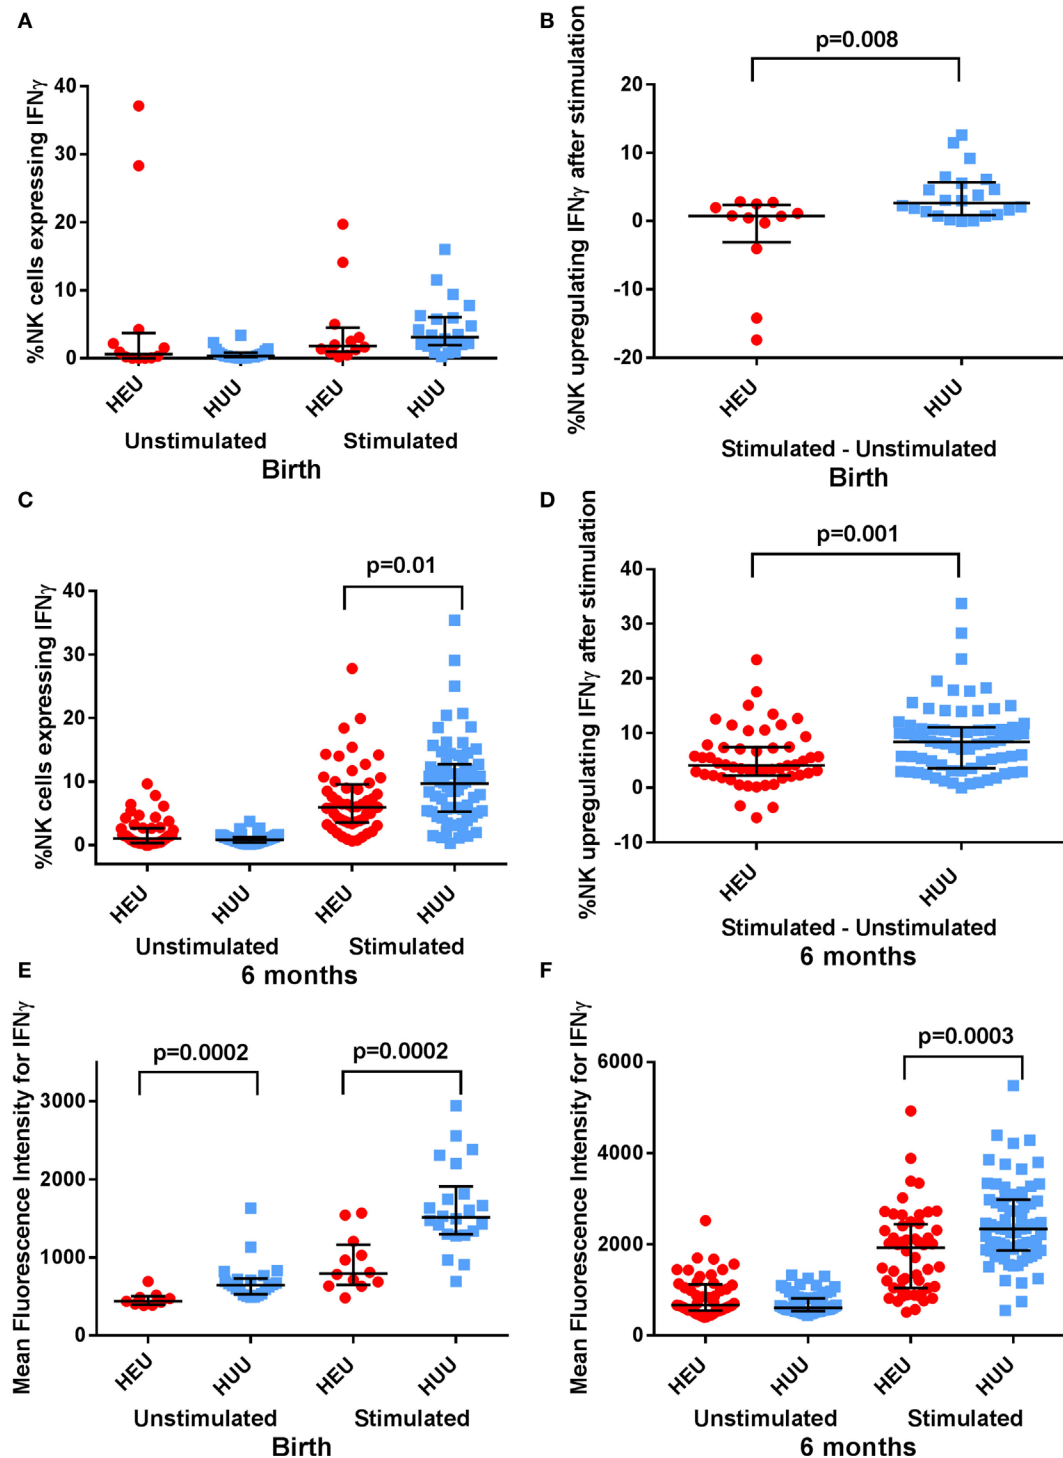 A
%NK cells expressing IFNγ
40
30
20
10
0
HEU
HUU
HEU
HUU
Unstimulated
Stimulated
Birth
B
p=0.008
%NK upregulating IFNγ after stimulation
20
10
0
-10
-20
HEU
HUU
Stimulated - Unstimulated
Birth
C
p=0.01
%NK cells expressing IFNγ
40
30
20
10
0
HEU
HUU
HEU
HUU
Unstimulated
Stimulated
6 months
D
p=0.001
%NK upregulating IFNγ after stimulation
40
30
20
10
0
-10
HEU
HUU
Stimulated - Unstimulated
6 months
E
p=0.0002
p=0.0002
Mean Fluorescence Intensity for IFNγ
3000
2000
1000
0
HEU
HUU
HEU
HUU
Unstimulated
Stimulated
Birth
F
p=0.0003
Mean Fluorescence Intensity for IFNγ
6000
4000
2000
0
HEU
HUU
HEU
HUU
Unstimulated
Stimulated
6 months